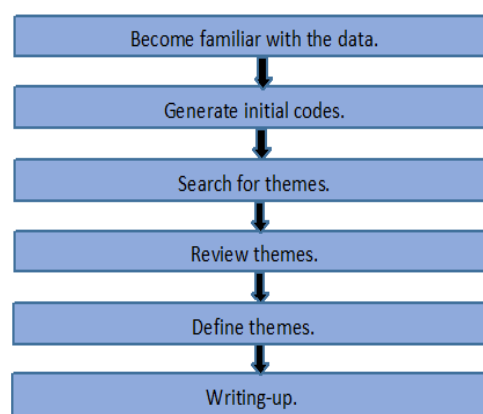 Become familiar with the data.
Generate initial codes.
Search for themes.
Review themes.
Define themes.
Writing-up.